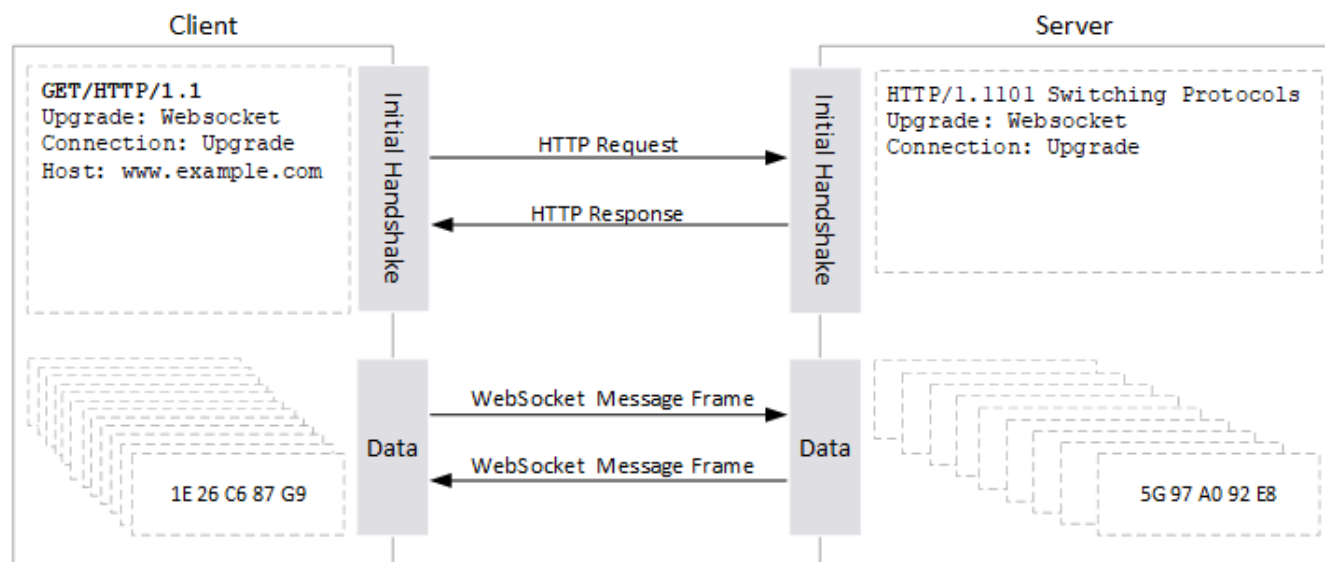 Client
Server
GET/HTTP/1.1
Upgrade: Websocket
Connection: Upgrade
Host: www.example.com
Initial Handshake
HTTP Request
HTTP Response
Initial Handshake
HTTP/1.1101 Switching Protocols
Upgrade: Websocket
Connection: Upgrade
1E 26 C6 87 G9
Data
WebSocket Message Frame
WebSocket Message Frame
Data
5G 97 A0 92 E8